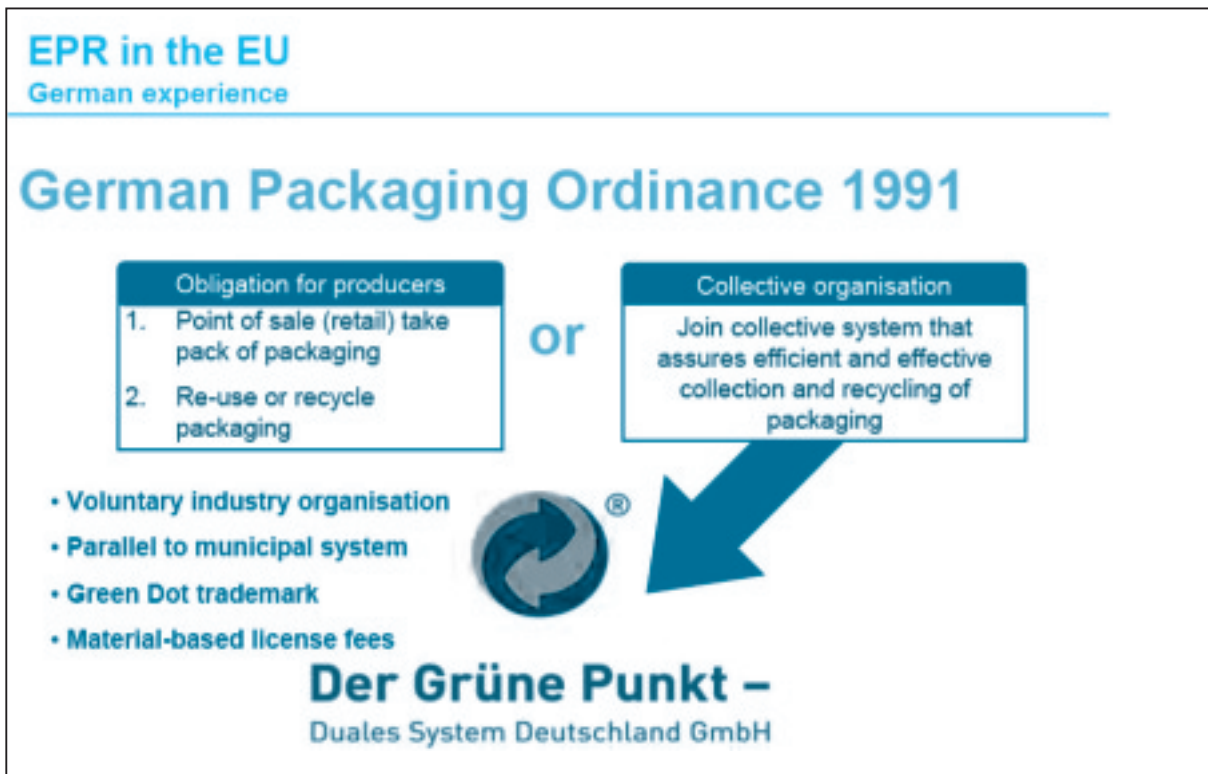 EPR in the EU
German experience
German Packaging Ordinance 1991
Obligation for producers
1. Point of sale (retail) take
pack of packaging
2. Re-use or recycle
packaging
or
Collective organisation
Join collective system that
assures efficient and effective
collection and recycling of
packaging
• Voluntary industry organisation
• Parallel to municipal system
• Green Dot trademark
• Material-based license fees
®
Der Grüne Punkt –
Duales System Deutschland GmbH